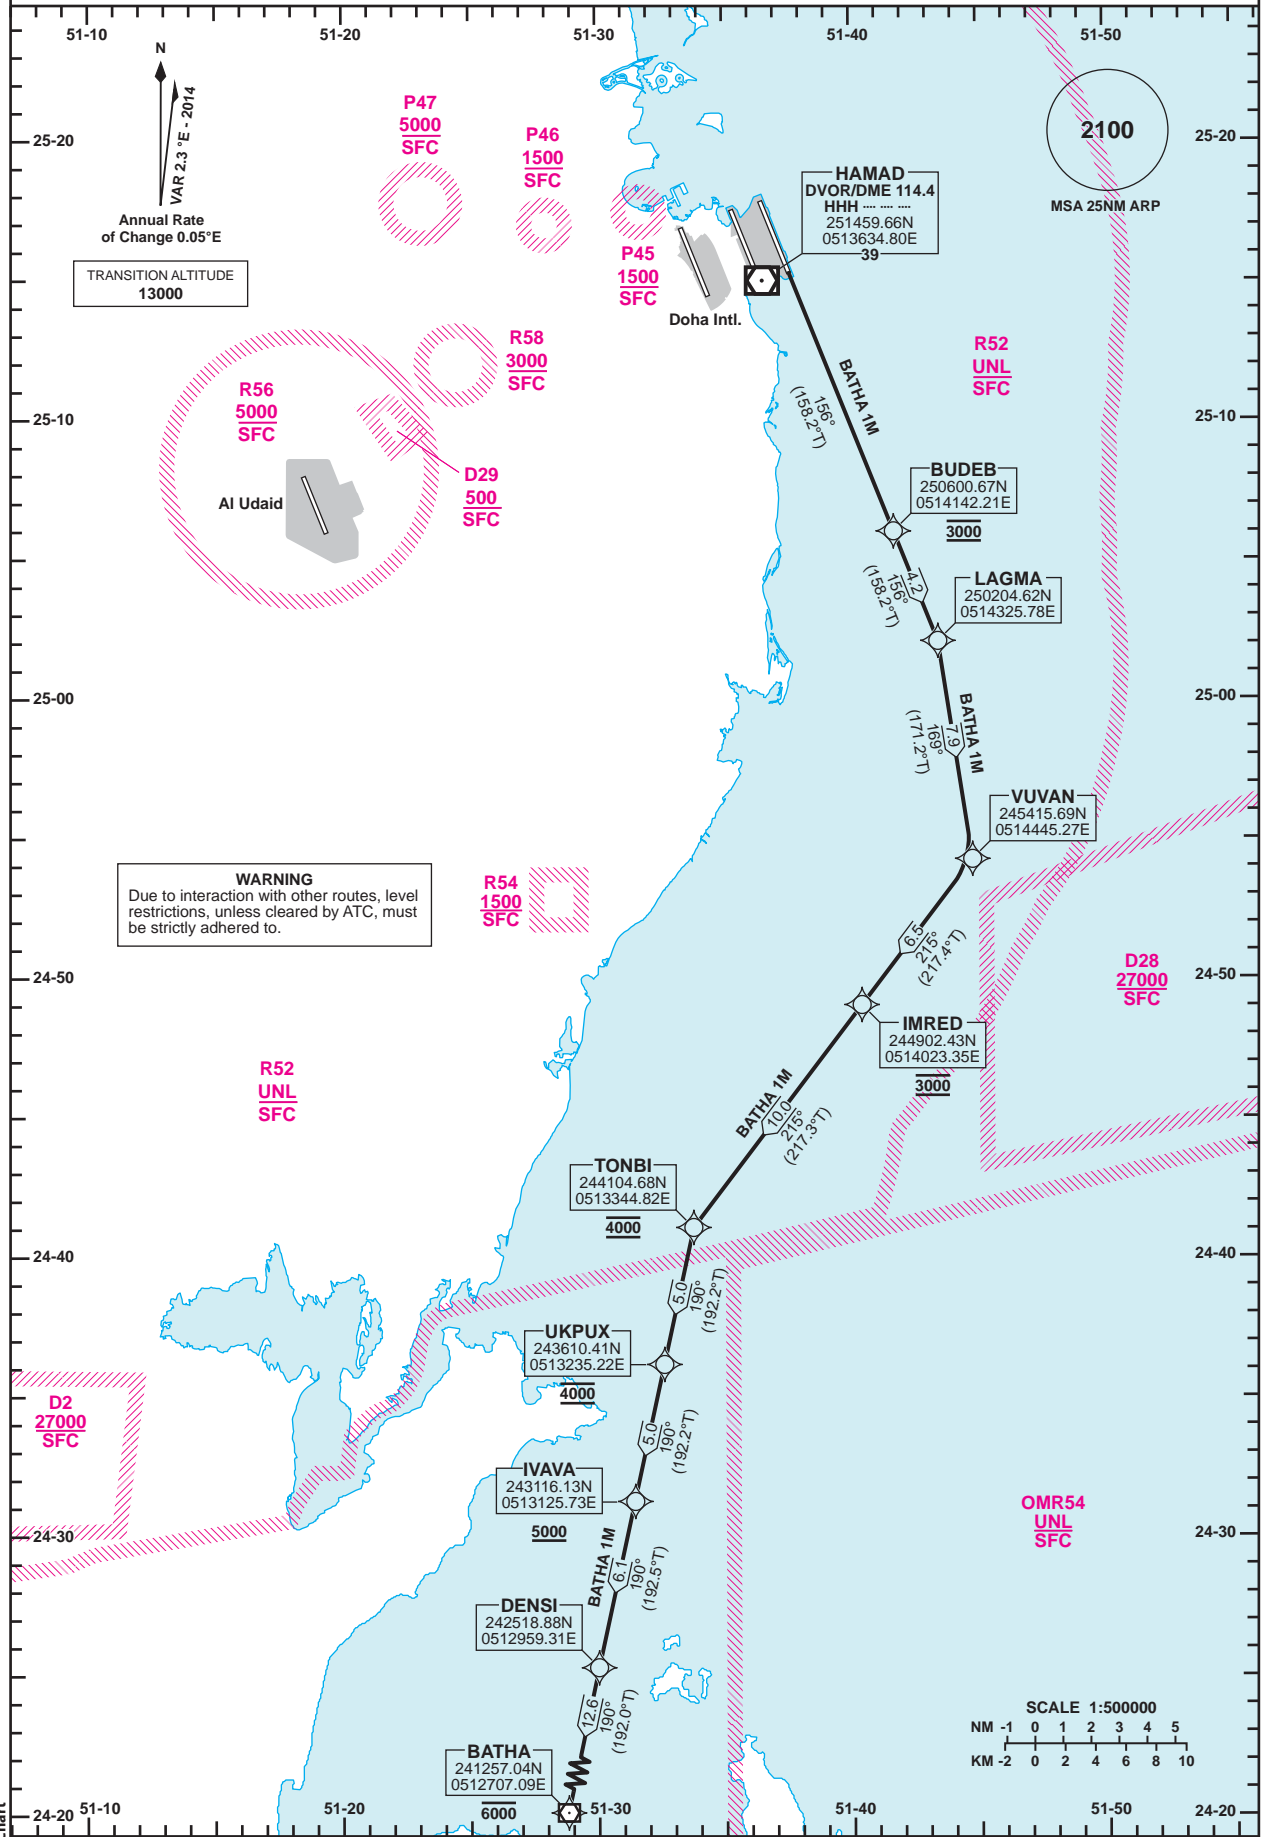 51-10
51-20
51-30
51-40
51-50
N
VAR 2.3 °E - 2014
Annual Rate
of Change 0.05°E
TRANSITION ALTITUDE
13000
P47
5000
SFC
P46
1500
SFC
P45
1500
SFC
2100
MSA 25NM ARP
25-20
25-20
HAMAD
DVOR/DME 114.4
HHH
251459.66N
0513634.80E
39
Doha Intl.
R58
3000
SFC
R56
5000
SFC
D29
500
SFC
Al Udaid
R52
UNL
SFC
BATHA 1M
156°
(158.2°T)
25-10
25-10
BUDEB
250600.67N
0514142.21E
3000
4.2
156°
(158.2°T)
LAGMA
250204.62N
0514325.78E
25-00
25-00
BATHA 1M
7.9
169°
(171.2°T)
VUVAN
245415.69N
0514445.27E
WARNING
Due to interaction with other routes, level
restrictions, unless cleared by ATC, must
be strictly adhered to.
R54
1500
SFC
6.5
215°
(217.4°T)
24-50
24-50
D28
27000
SFC
IMRED
244902.43N
0514023.35E
3000
R52
UNL
SFC
BATHA 1M
10.0
215°
(217.3°T)
TONBI
244104.68N
0513344.82E
4000
24-40
24-40
5.0
190°
(192.2°T)
UKPUX
243610.41N
0513235.22E
4000
D2
27000
SFC
5.0
190°
(192.2°T)
IVAVA
243116.13N
0513125.73E
5000
24-30
24-30
OMR54
UNL
SFC
BATHA 1M
6.1
190°
(192.5°T)
DENSI
242518.88N
0512959.31E
12.6
190°
(192.0°T)
BATHA
241257.04N
0512707.09E
6000
SCALE 1:500000
NM -1 0 1 2 3 4 5
KM -2 0 2 4 6 8 10
24-20
24-20
51-10
51-20
51-30
51-40
51-50